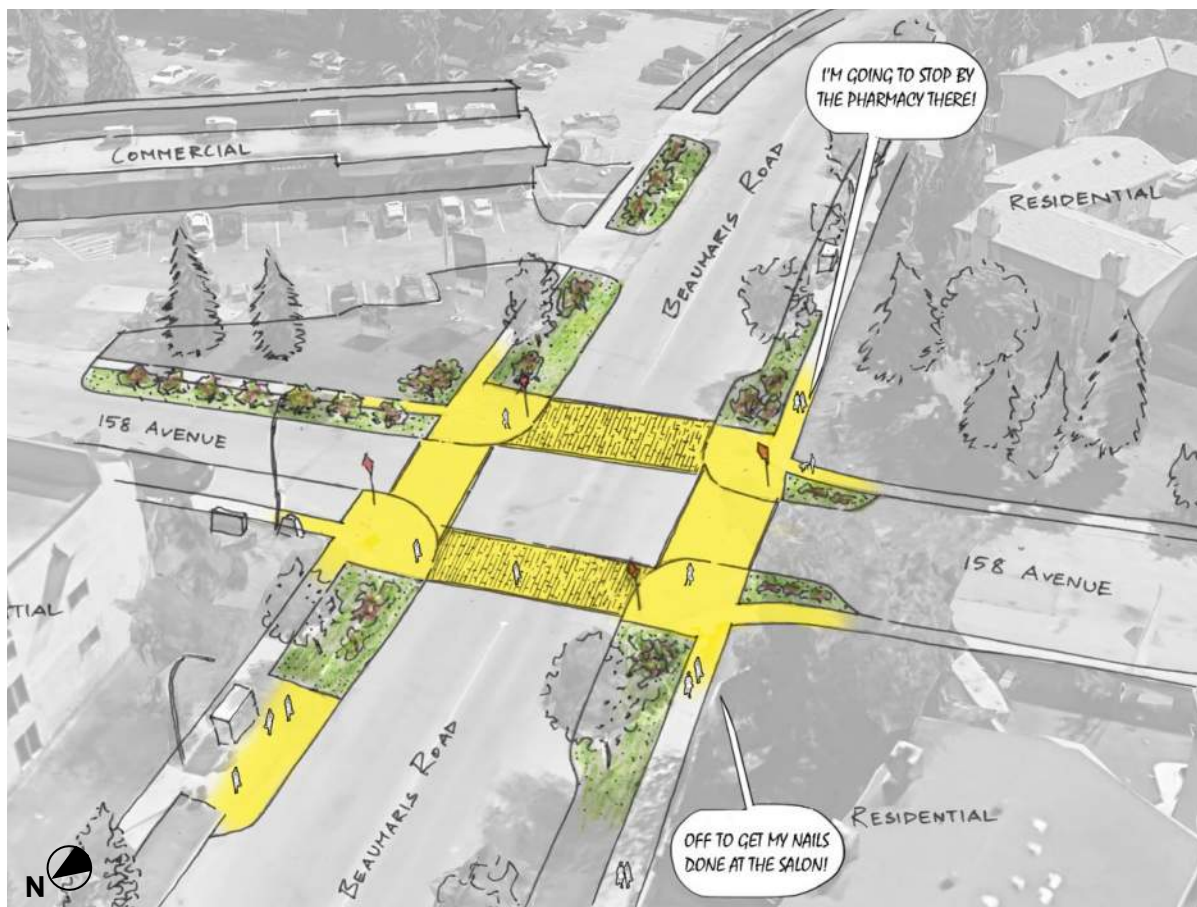 I'M GOING TO STOP BY
THE PHARMACY THERE!
COMMERCIAL
BEAUMARIS ROAD
RESIDENTIAL
158 AVENUE
158 AVENUE
TIAL
BEAUMARIS ROAD
RESIDENTIAL
OFF TO GET MY NAILS
DONE AT THE SALON!
N